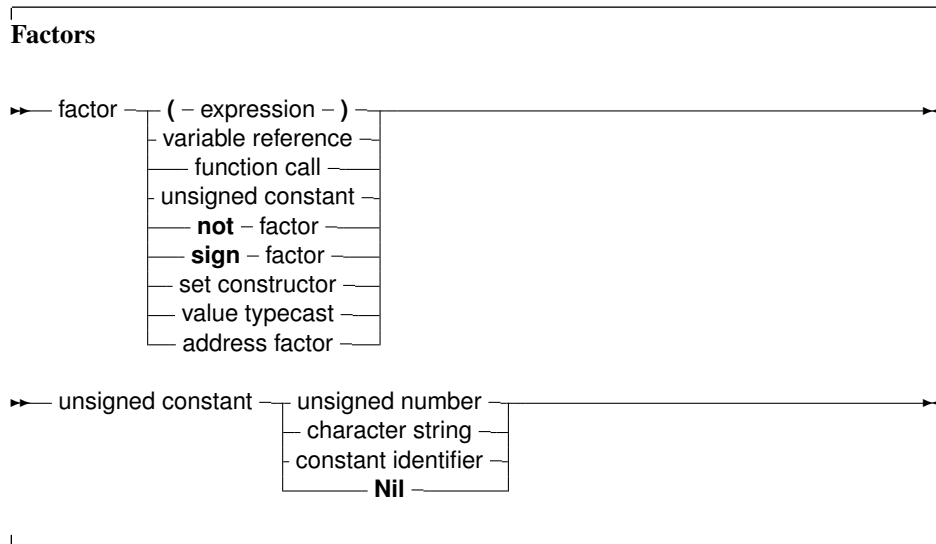 Factors
factor ( expression )
variable reference
function call
unsigned constant
not factor
sign factor
set constructor
value typecast
address factor
unsigned constant unsigned number
character string
constant identifier
Nil